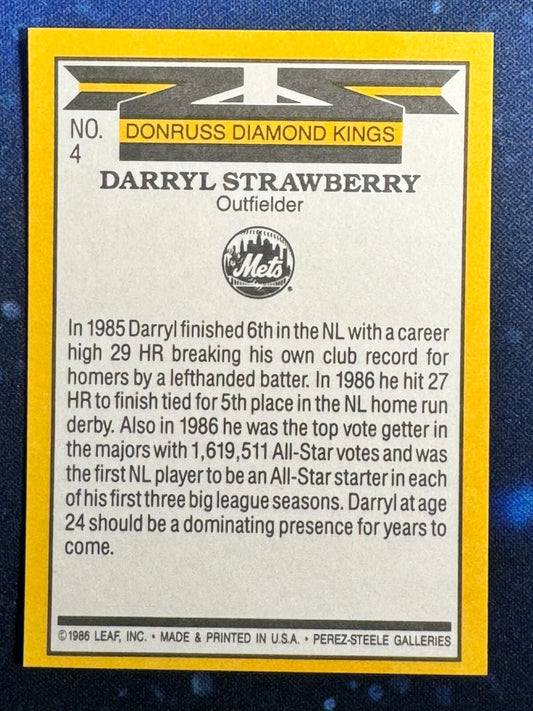 NO.
4
DONRUSS DIAMOND KINGS
DARRYL STRAWBERRY
Outfielder
Mets
®
In 1985 Darryl finished 6th in the NL with a career
high 29 HR breaking his own club record for
homers by a lefthanded batter. In 1986 he hit 27
HR to finish tied for 5th place in the NL home run
derby. Also in 1986 he was the top vote getter in
the majors with 1,619,511 All-Star votes and was
the first NL player to be an All-Star starter in each
of his first three big league seasons. Darryl at age
24 should be a dominating presence for years to
come.
©1986 LEAF, INC. • MADE & PRINTED IN U.S.A. • PEREZ-STEELE GALLERIES